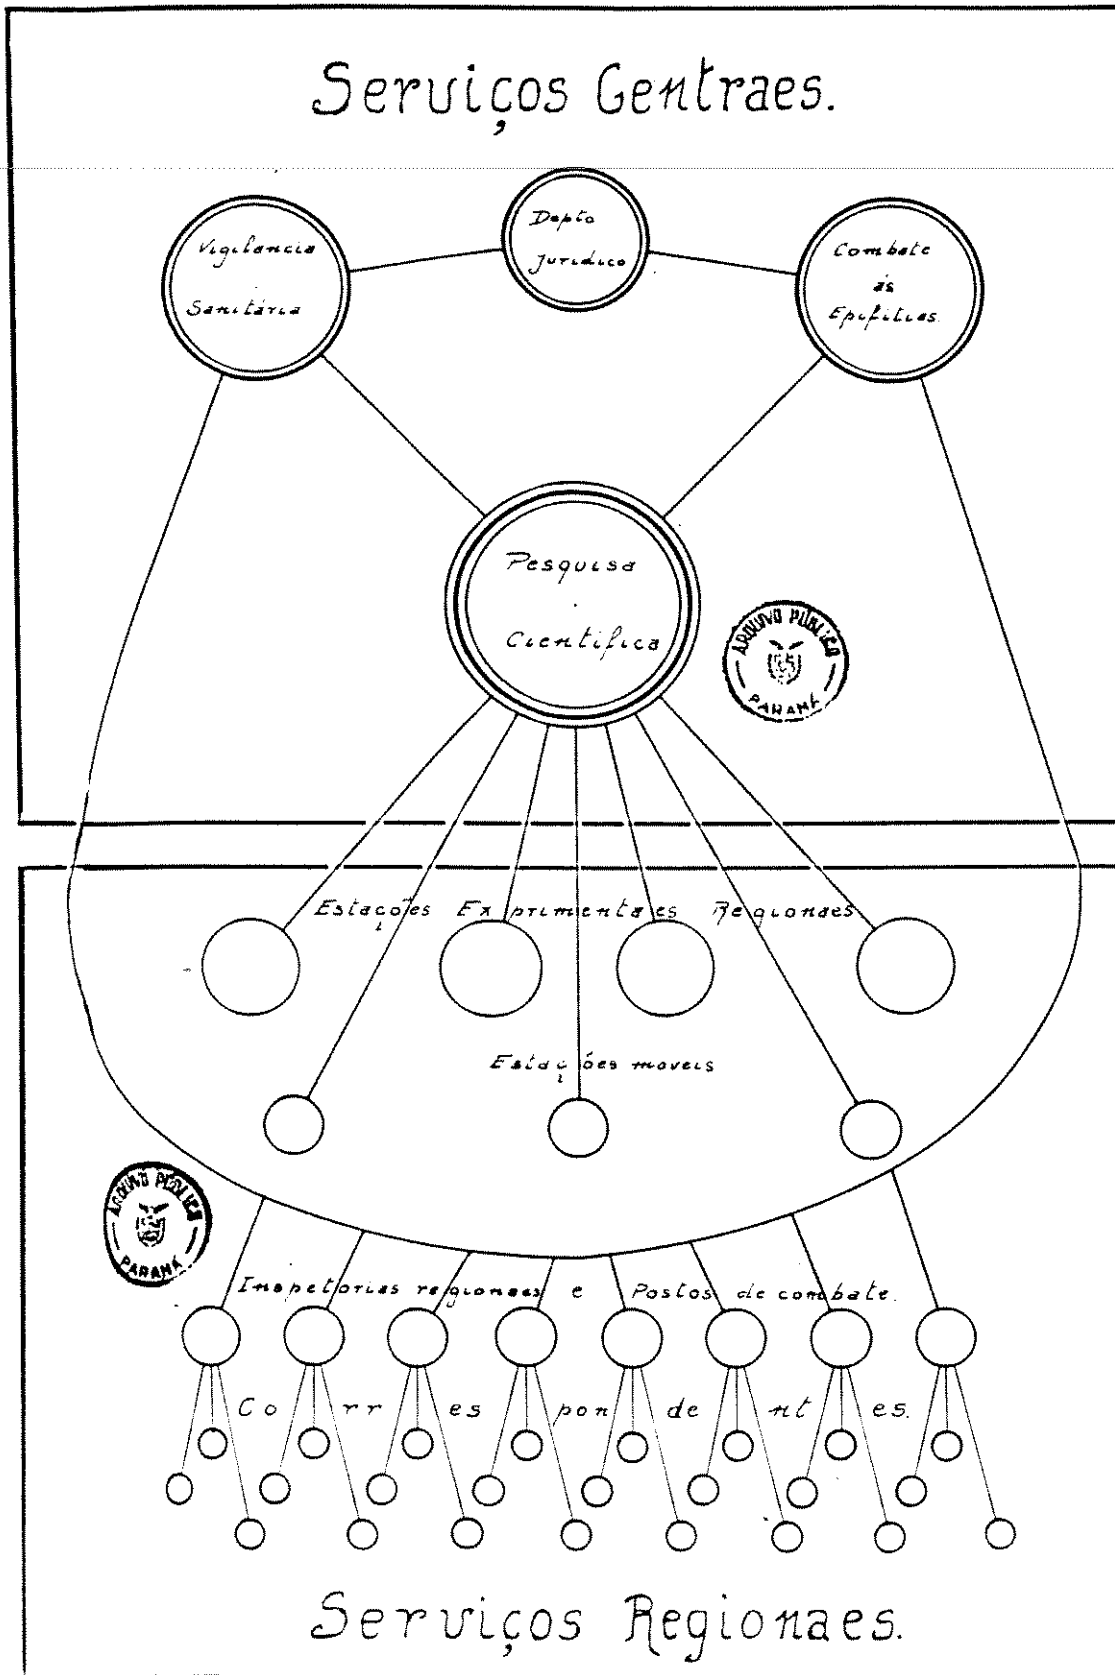 Serviços Centraes.
Depto
Juridico
Vigilancia
Sanitária
Combate
ás
Epifitias.
Pesquisa
Científica
ARQUIVO PÚBLICO
PARANÁ
Estações Exprimentaes Regionaes
Estações moveis
ARQUIVO PÚBLICO
PARANÁ
Inspetorias regionaes e Postos de combate.
Correspondentes.
Serviços Regionaes.